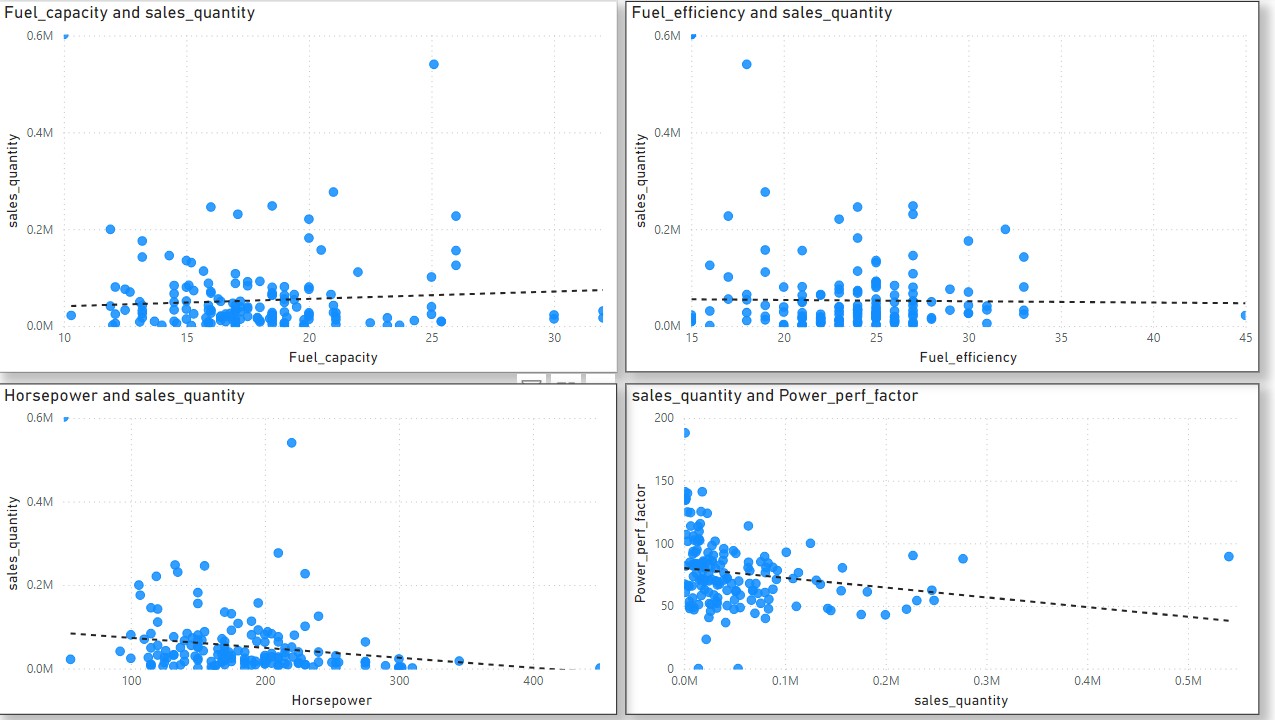 Fuel_capacity and sales_quantity
0.6M
0.4M
0.2M
0.0M
sales_quantity
10 15 20 25 30
Fuel_capacity
Fuel_efficiency and sales_quantity
0.6M
0.4M
0.2M
0.0M
sales_quantity
15 20 25 30 35 40 45
Fuel_efficiency
Horsepower and sales_quantity
0.6M
0.4M
0.2M
0.0M
sales_quantity
100 200 300 400
Horsepower
sales_quantity and Power_perf_factor
200
150
100
50
0
Power_perf_factor
0.0M 0.1M 0.2M 0.3M 0.4M 0.5M
sales_quantity